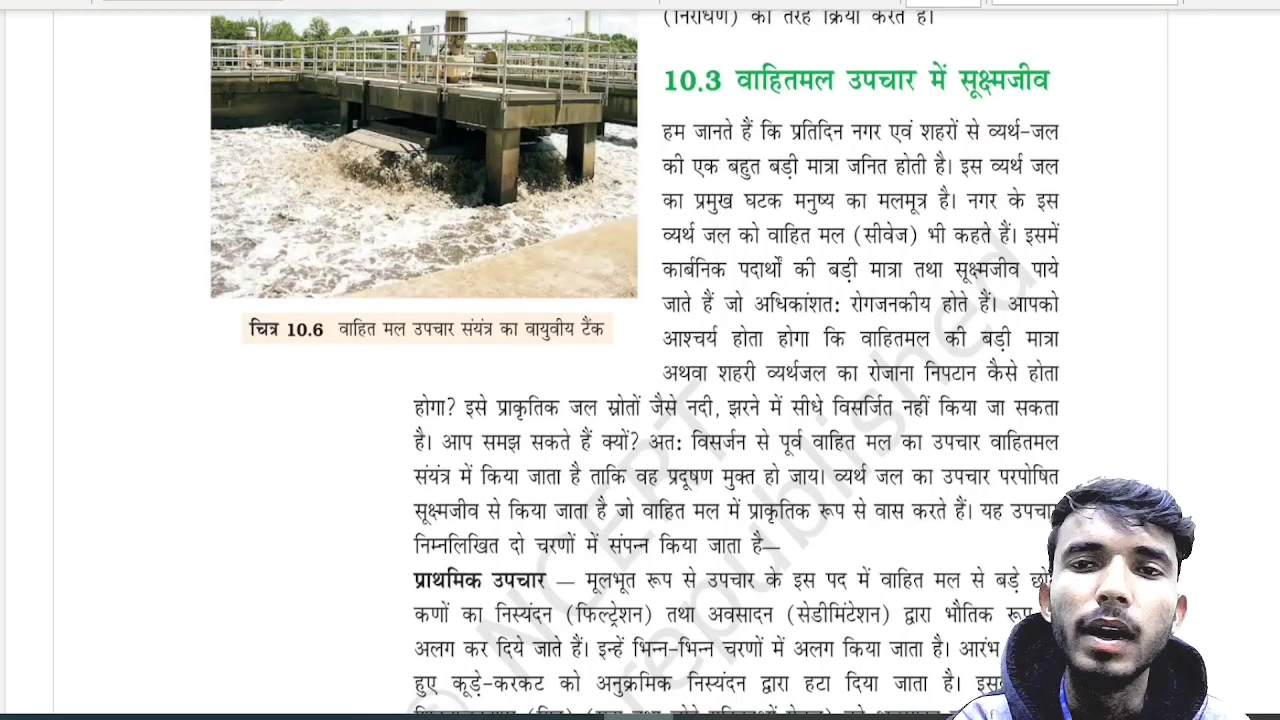 (निरोधण) की तरह क्रिया करते हैं।
10.3 वाहितमल उपचार में सूक्ष्मजीव
हम जानते हैं कि प्रतिदिन नगर एवं शहरों से व्यर्थ-जल
की एक बहुत बड़ी मात्रा जनित होती है। इस व्यर्थ जल
का प्रमुख घटक मनुष्य का मलमूत्र है। नगर के इस
व्यर्थ जल को वाहित मल (सीवेज) भी कहते हैं। इसमें
कार्बनिक पदार्थों की बड़ी मात्रा तथा सूक्ष्मजीव पाये
जाते हैं जो अधिकांशत: रोगजनकीय होते हैं। आपको
आश्चर्य होता होगा कि वाहितमल की बड़ी मात्रा
अथवा शहरी व्यर्थजल का रोजाना निपटान कैसे होता
चित्र 10.6 वाहित मल उपचार संयंत्र का वायुवीय टैंक
होगा? इसे प्राकृतिक जल स्रोतों जैसे नदी, झरने में सीधे विसर्जित नहीं किया जा सकता
है। आप समझ सकते हैं क्यों? अत: विसर्जन से पूर्व वाहित मल का उपचार वाहितमल
संयंत्र में किया जाता है ताकि वह प्रदूषण मुक्त हो जाय। व्यर्थ जल का उपचार परपोषित
सूक्ष्मजीव से किया जाता है जो वाहित मल में प्राकृतिक रूप से वास करते हैं। यह उपचार
निम्नलिखित दो चरणों में संपन्न किया जाता है—
प्राथमिक उपचार — मूलभूत रूप से उपचार के इस पद में वाहित मल से बड़े
कणों का निस्यंदन (फिल्ट्रेशन) तथा अवसादन (सेडीमिंटेशन) द्वारा भौतिक रूप
अलग कर दिये जाते हैं। इन्हें भिन्न-भिन्न चरणों में अलग किया जाता है। आरंभ
हुए कूड़े-करकट को अनुक्रमिक निस्यंदन द्वारा हटा दिया जाता है।
© NCERT
republished